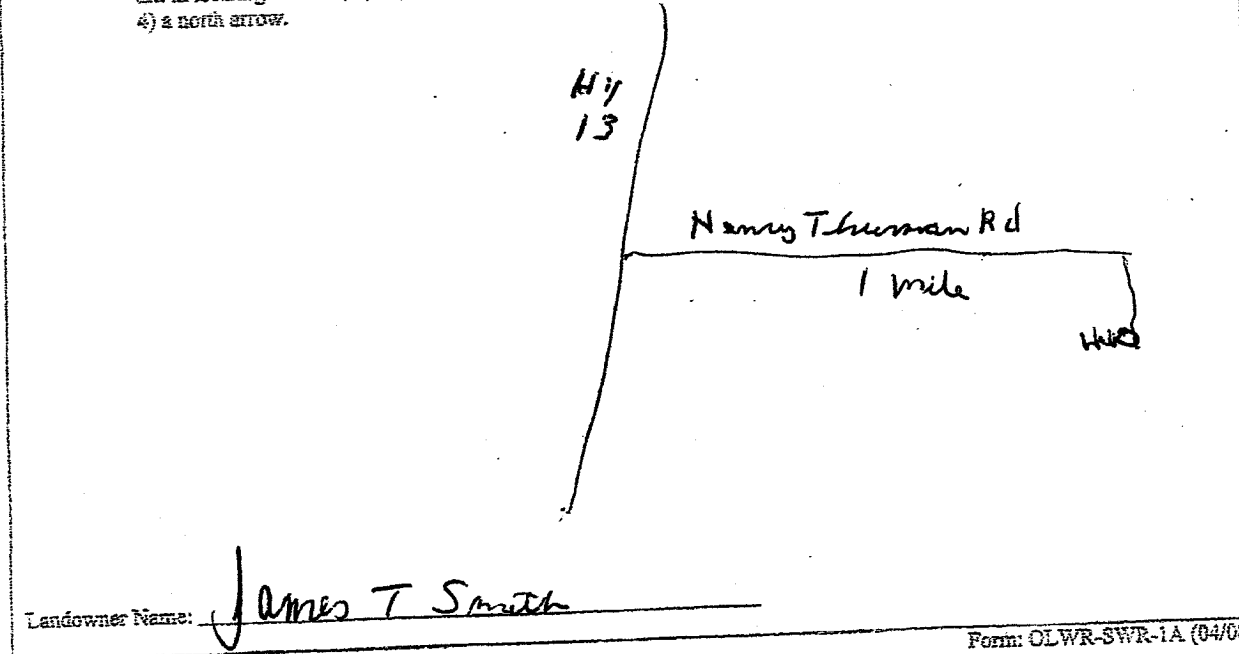 4) a north arrow.
Hy
13
Henry Thurman Rd
1 mile
Landowner Name: James T Smith
Form: OLWR-SWR-1A (04/0